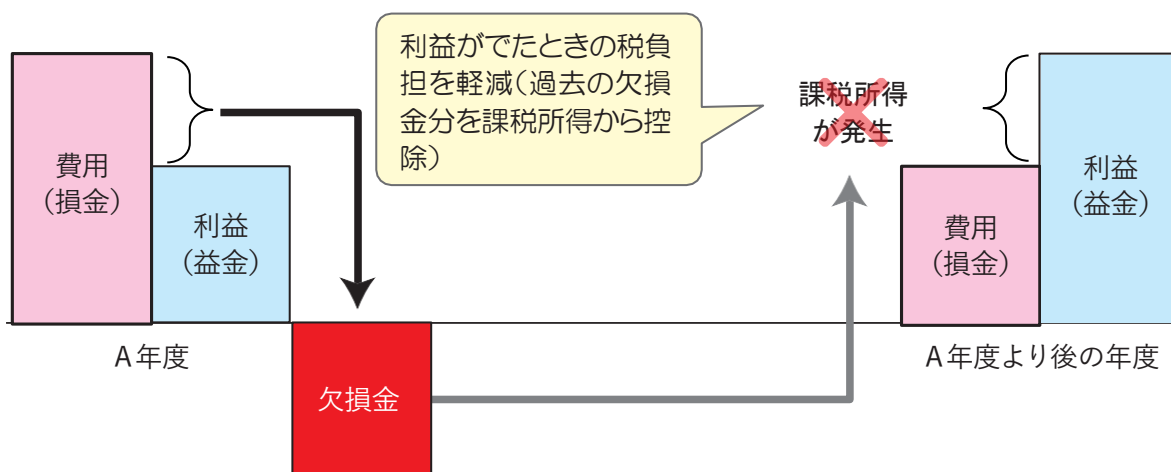 費用
（損金）
利益
（益金）
A年度
欠損金
利益がでたときの税負
担を軽減（過去の欠損
金分を課税所得から控
除）
課税所得
が発生
費用
（損金）
利益
（益金）
A年度より後の年度